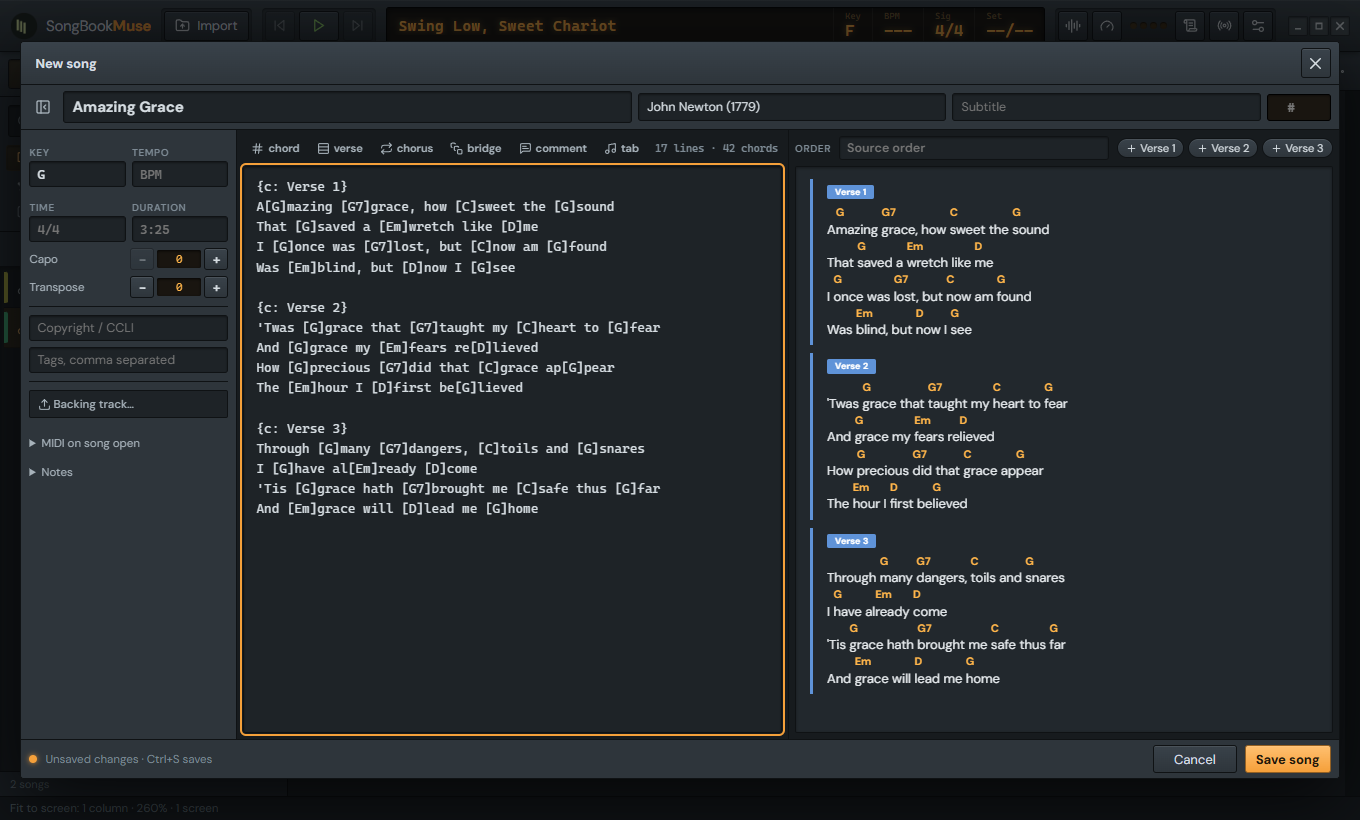 SongBookMuse
Import
Swing Low, Sweet Chariot
Key
F
BPM
---
Sig
4/4
Set
--/--
New song
Amazing Grace
John Newton (1779)
Subtitle
#
KEY
TEMPO
G
BPM
TIME
DURATION
4/4
3:25
Capo
− 0 +
Transpose
− 0 +
Copyright / CCLI
Tags, comma separated
Backing track…
MIDI on song open
Notes
# chord
verse
chorus
bridge
comment
tab
17 lines · 42 chords
{c: Verse 1}
A[G]mazing [G7]grace, how [C]sweet the [G]sound
That [G]saved a [Em]wretch like [D]me
I [G]once was [G7]lost, but [C]now am [G]found
Was [Em]blind, but [D]now I [G]see
{c: Verse 2}
'Twas [G]grace that [G7]taught my [C]heart to [G]fear
And [G]grace my [Em]fears re[D]lieved
How [G]precious [G7]did that [C]grace ap[G]pear
The [Em]hour I [D]first be[G]lieved
{c: Verse 3}
Through [G]many [G7]dangers, [C]toils and [G]snares
I [G]have al[Em]ready [D]come
'Tis [G]grace hath [G7]brought me [C]safe thus [G]far
And [Em]grace will [D]lead me [G]home
ORDER
Source order
+ Verse 1
+ Verse 2
+ Verse 3
Verse 1
G G7 C G
Amazing grace, how sweet the sound
G Em D
That saved a wretch like me
G G7 C G
I once was lost, but now am found
Em D G
Was blind, but now I see
Verse 2
G G7 C G
'Twas grace that taught my heart to fear
G Em D
And grace my fears relieved
G G7 C G
How precious did that grace appear
Em D G
The hour I first believed
Verse 3
G G7 C G
Through many dangers, toils and snares
G Em D
I have already come
G G7 C G
'Tis grace hath brought me safe thus far
Em D G
And grace will lead me home
Unsaved changes · Ctrl+S saves
Cancel
Save song
2 songs
Fit to screen: 1 column · 260% · 1 screen